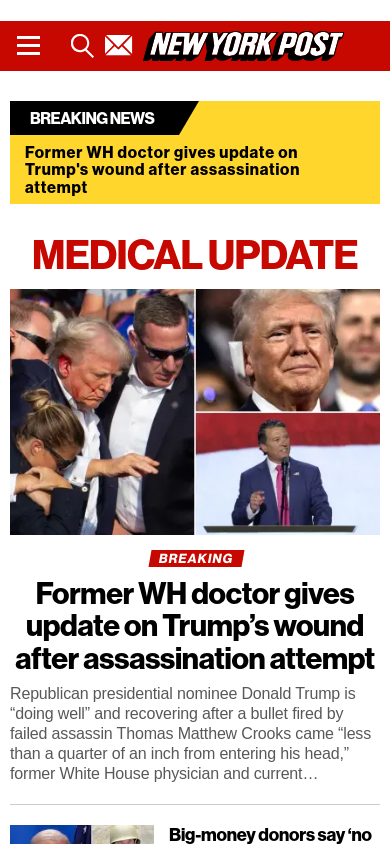 NEW YORK POST
BREAKING NEWS
Former WH doctor gives update on
Trump's wound after assassination
attempt
MEDICAL UPDATE
BREAKING
Former WH doctor gives
update on Trump’s wound
after assassination attempt
Republican presidential nominee Donald Trump is
“doing well” and recovering after a bullet fired by
failed assassin Thomas Matthew Crooks came “less
than a quarter of an inch from entering his head,”
former White House physician and current…
Big-money donors say ‘no